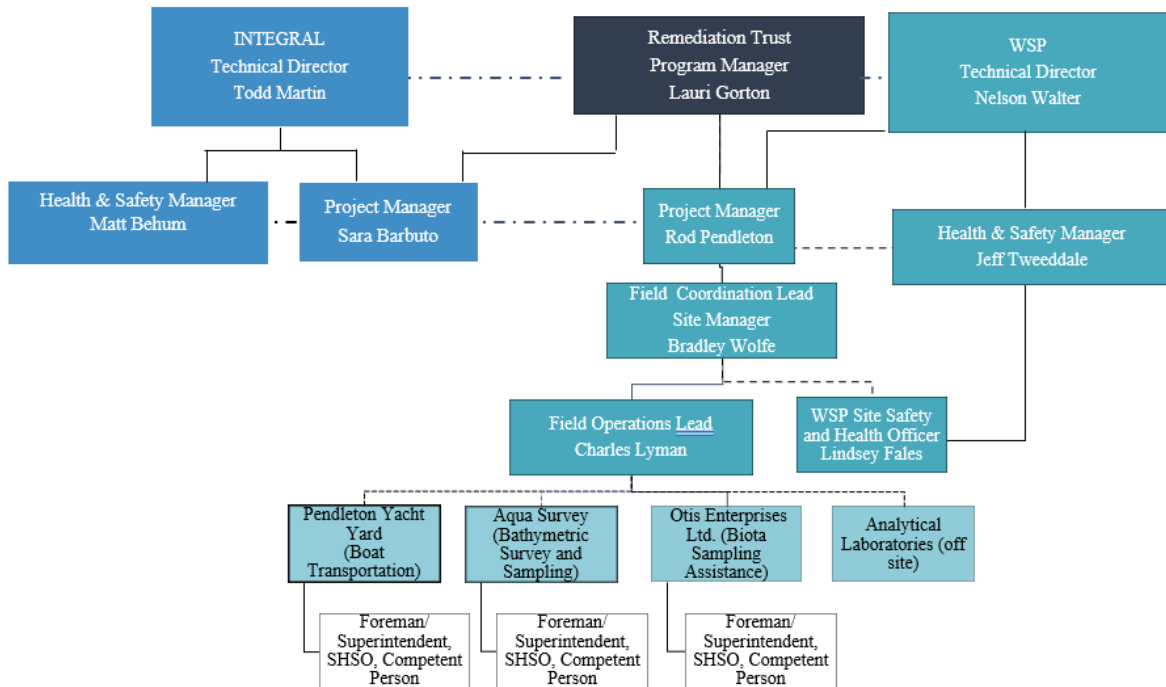 INTEGRAL
Technical Director
Todd Martin
Remediation Trust
Program Manager
Lauri Gorton
WSP
Technical Director
Nelson Walter
Health & Safety Manager
Matt Behum
Project Manager
Sara Barbuto
Project Manager
Rod Pendleton
Health & Safety Manager
Jeff Tweeddale
Field Coordination Lead
Site Manager
Bradley Wolfe
Field Operations Lead
Charles Lyman
WSP Site Safety
and Health Officer
Lindsey Fales
Pendleton Yacht
Yard
(Boat
Transportation)
Aqua Survey
(Bathymetric
Survey and
Sampling)
Otis Enterprises
Ltd. (Biota
Sampling
Assistance)
Analytical
Laboratories (off
site)
Foreman/
Superintendent,
SHSO, Competent
Person
Foreman/
Superintendent,
SHSO, Competent
Person
Foreman/
Superintendent,
SHSO, Competent
Person